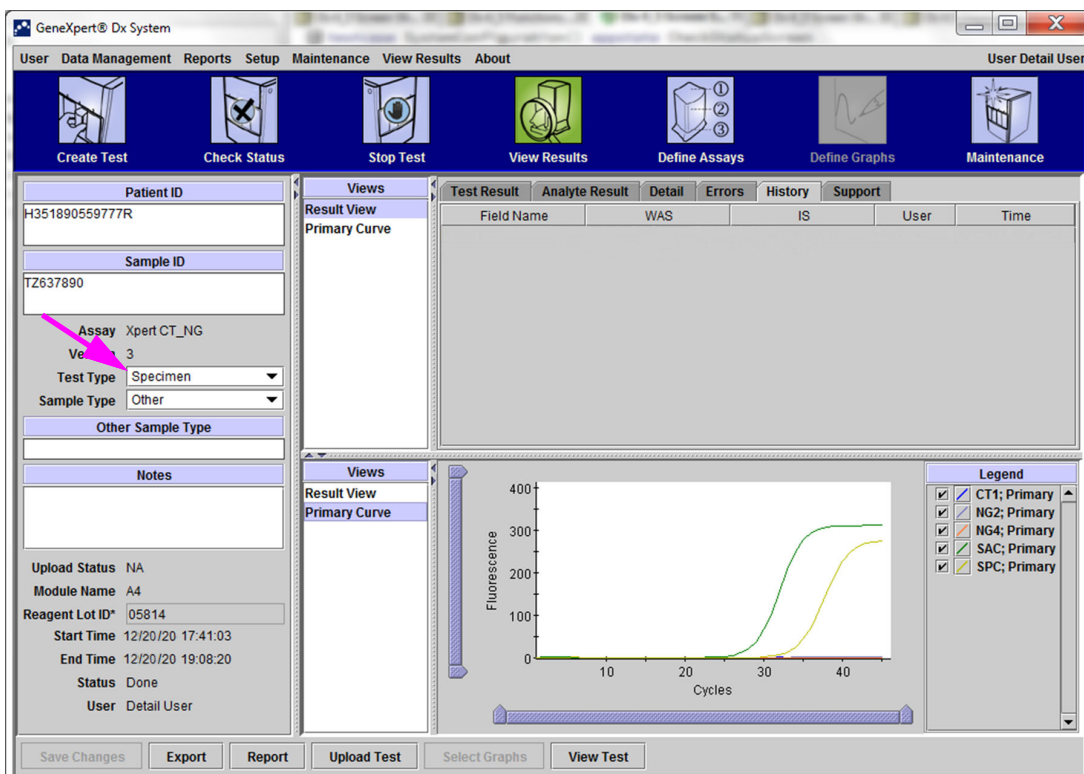 GeneXpert® Dx System
User Data Management Reports Setup Maintenance View Results About User Detail User
Create Test Check Status Stop Test View Results Define Assays Define Graphs Maintenance
Patient ID
H351890559777R
Sample ID
TZ637890
Assay Xpert CT_NG
3
Test Type Specimen
Sample Type Other
Other Sample Type
Notes
Upload Status NA
Module Name A4
Reagent Lot ID* 05814
Start Time 12/20/20 17:41:03
End Time 12/20/20 19:08:20
Status Done
User Detail User
Views
Result View
Primary Curve
Test Result Analyte Result Detail Errors History Support
Field Name WAS IS User Time
Views
Result View
Primary Curve
400
300
200
100
0
Fluorescence
10 20 30 40
Cycles
Legend
CT1; Primary
NG2; Primary
NG4; Primary
SAC; Primary
SPC; Primary
Save Changes Export Report Upload Test Select Graphs View Test